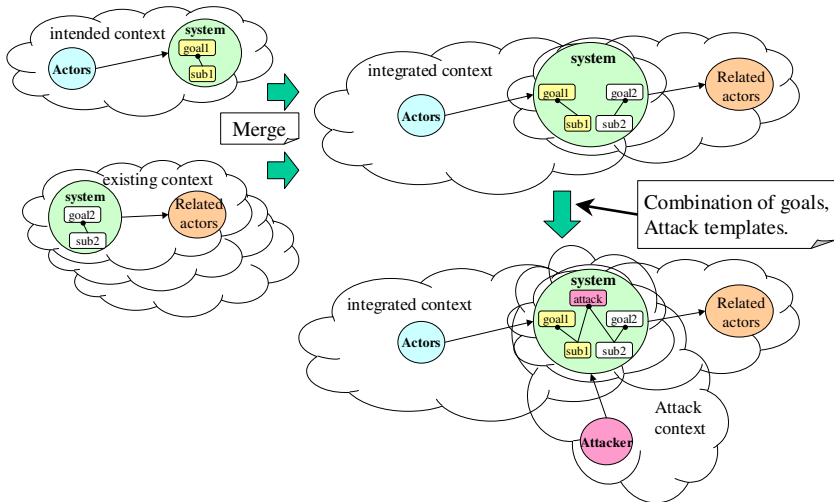 intended context
system
goal1
Actors
sub1
Merge
existing context
system
goal2
sub2
Related
actors
system
integrated context
goal1
goal2
Related
actors
Actors
sub1
sub2
Combination of goals,
Attack templates.
system
integrated context
attack
goal1
goal2
Related
actors
Actors
sub1
sub2
Attack
context
Attacker